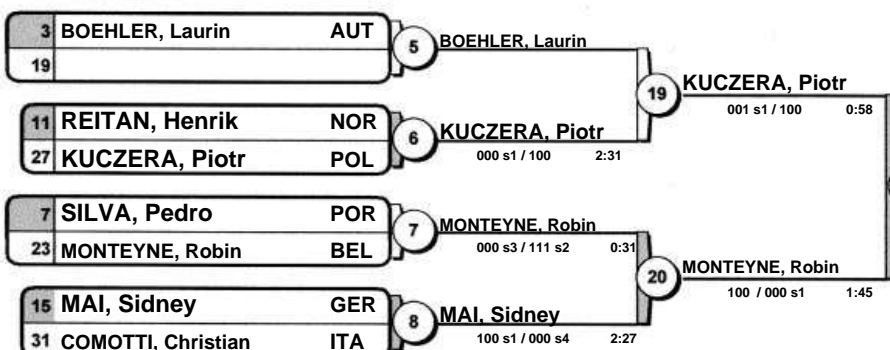 3 BOEHLER, Laurin AUT
19
5 BOEHLER, Laurin
11 REITAN, Henrik NOR
27 KUCZERA, Piotr POL
6 KUCZERA, Piotr
000 s1 / 100 2:31
19 KUCZERA, Piotr
001 s1 / 100 0:58
7 SILVA, Pedro POR
23 MONTEYNE, Robin BEL
7 MONTEYNE, Robin
000 s3 / 111 s2 0:31
15 MAI, Sidney GER
31 COMOTTI, Christian ITA
8 MAI, Sidney
100 s1 / 000 s4 2:27
20 MONTEYNE, Robin
100 / 000 s1 1:45